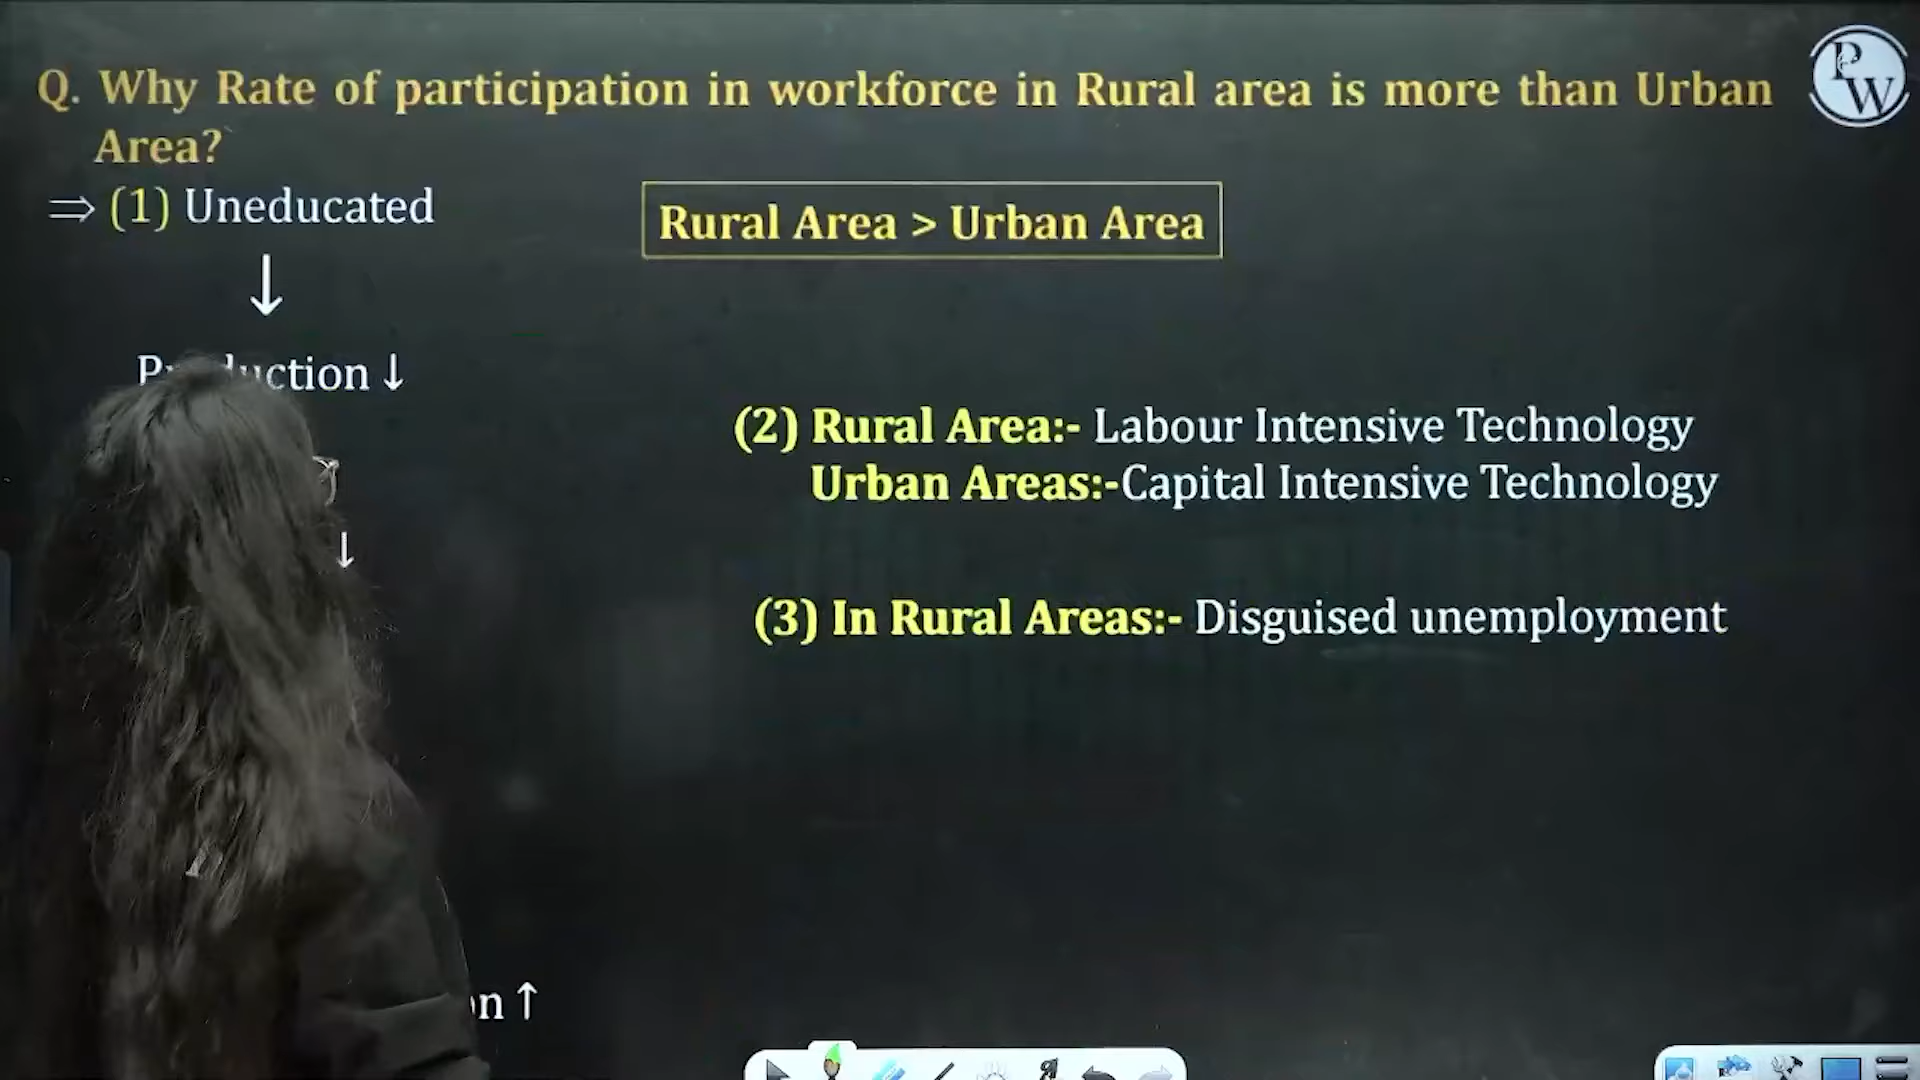 Q. Why Rate of participation in workforce in Rural area is more than Urban
Area?
⇒ (1) Uneducated
Rural Area > Urban Area
↓
↓
(2) Rural Area:- Labour Intensive Technology
Urban Areas:-Capital Intensive Technology
↓
(3) In Rural Areas:- Disguised unemployment
↑
PW